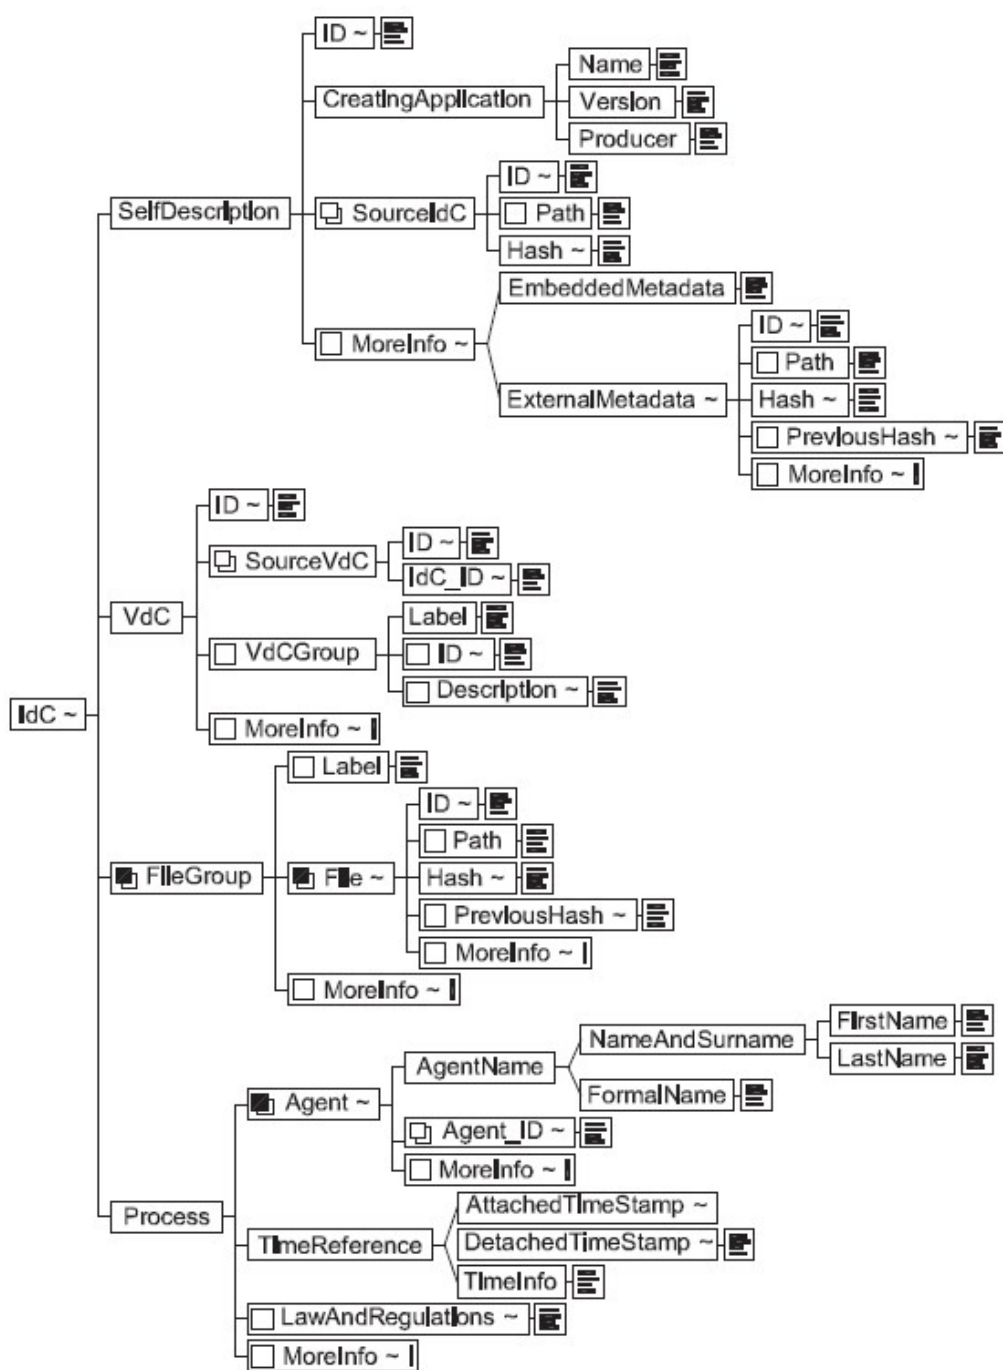 ID ~
Name
CreatingApplication
Version
Producer
ID ~
SelfDescription
SourceIdC
Path
Hash ~
EmbeddedMetadata
ID ~
MoreInfo ~
Path
ExternalMetadata ~
Hash ~
PreviousHash ~
MoreInfo ~
ID ~
SourceVdC
ID ~
IdC_ID ~
VdC
Label
VdCGroup
ID ~
Description ~
IdC ~
MoreInfo ~
Label
ID ~
Path
FileGroup
File ~
Hash ~
PreviousHash ~
MoreInfo ~
MoreInfo ~
FirstName
NameAndSurname
LastName
AgentName
FormalName
Agent ~
Agent_ID ~
MoreInfo ~
Process
AttachedTimeStamp ~
TimeReference
DetachedTimeStamp ~
TimeInfo
LawAndRegulations ~
MoreInfo ~